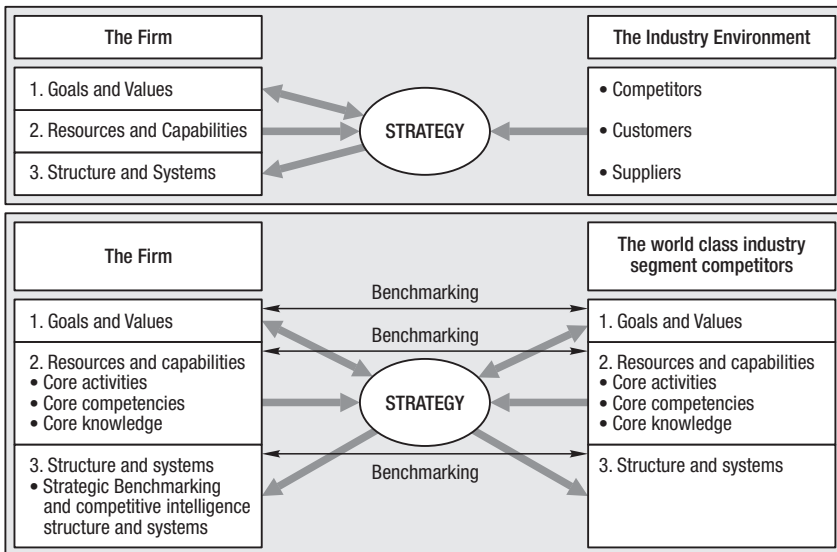 The Firm
1. Goals and Values
2. Resources and Capabilities
3. Structure and Systems
STRATEGY
The Industry Environment
• Competitors
• Customers
• Suppliers
The Firm
1. Goals and Values
2. Resources and capabilities
• Core activities
• Core competencies
• Core knowledge
3. Structure and systems
• Strategic Benchmarking
and competitive intelligence
structure and systems
Benchmarking
Benchmarking
STRATEGY
Benchmarking
The world class industry
segment competitors
1. Goals and Values
2. Resources and capabilities
• Core activities
• Core competencies
• Core knowledge
3. Structure and systems